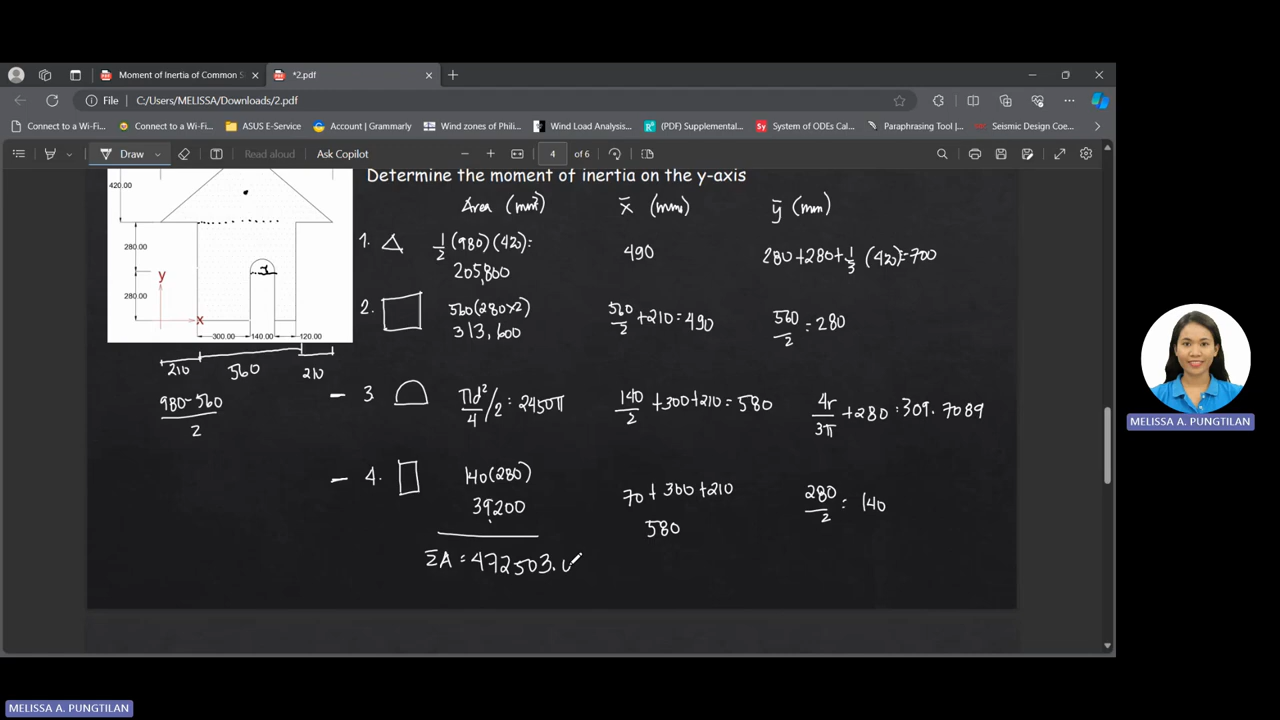 Moment of Inertia of Common S
*2.pdf
File
C:/Users/MELISSA/Downloads/2.pdf
Connect to a Wi-Fi...
Connect to a Wi-Fi...
ASUS E-Service
Account | Grammarly
Wind zones of Phili...
Wind Load Analysis...
(PDF) Supplemental...
Sy System of ODEs Cal...
Paraphrasing Tool |...
Seismic Design Coe...
Draw
Read aloud
Ask Copilot
4 of 6
Determine the moment of inertia on the y-axis
420.00
280.00
280.00
y
x
300.00 140.00 120.00
210 560 210
980-560
2
Area (mm²) x̄ (mm) ȳ (mm)
1. 1/2 (980)(420)= 490 280+280+1/3 (420)=700
205,800
2. 560(280×2) 560/2 +210=490 560/2 = 280
313,600
- 3 πd²/4 /2 = 2450π 140/2 +300+210=580 4r/3π +280=309.7089
- 4. 140(280) 70+300+210 280/2 = 140
39,200 580
ΣA = 472503.
MELISSA A. PUNGTILAN
MELISSA A. PUNGTILAN